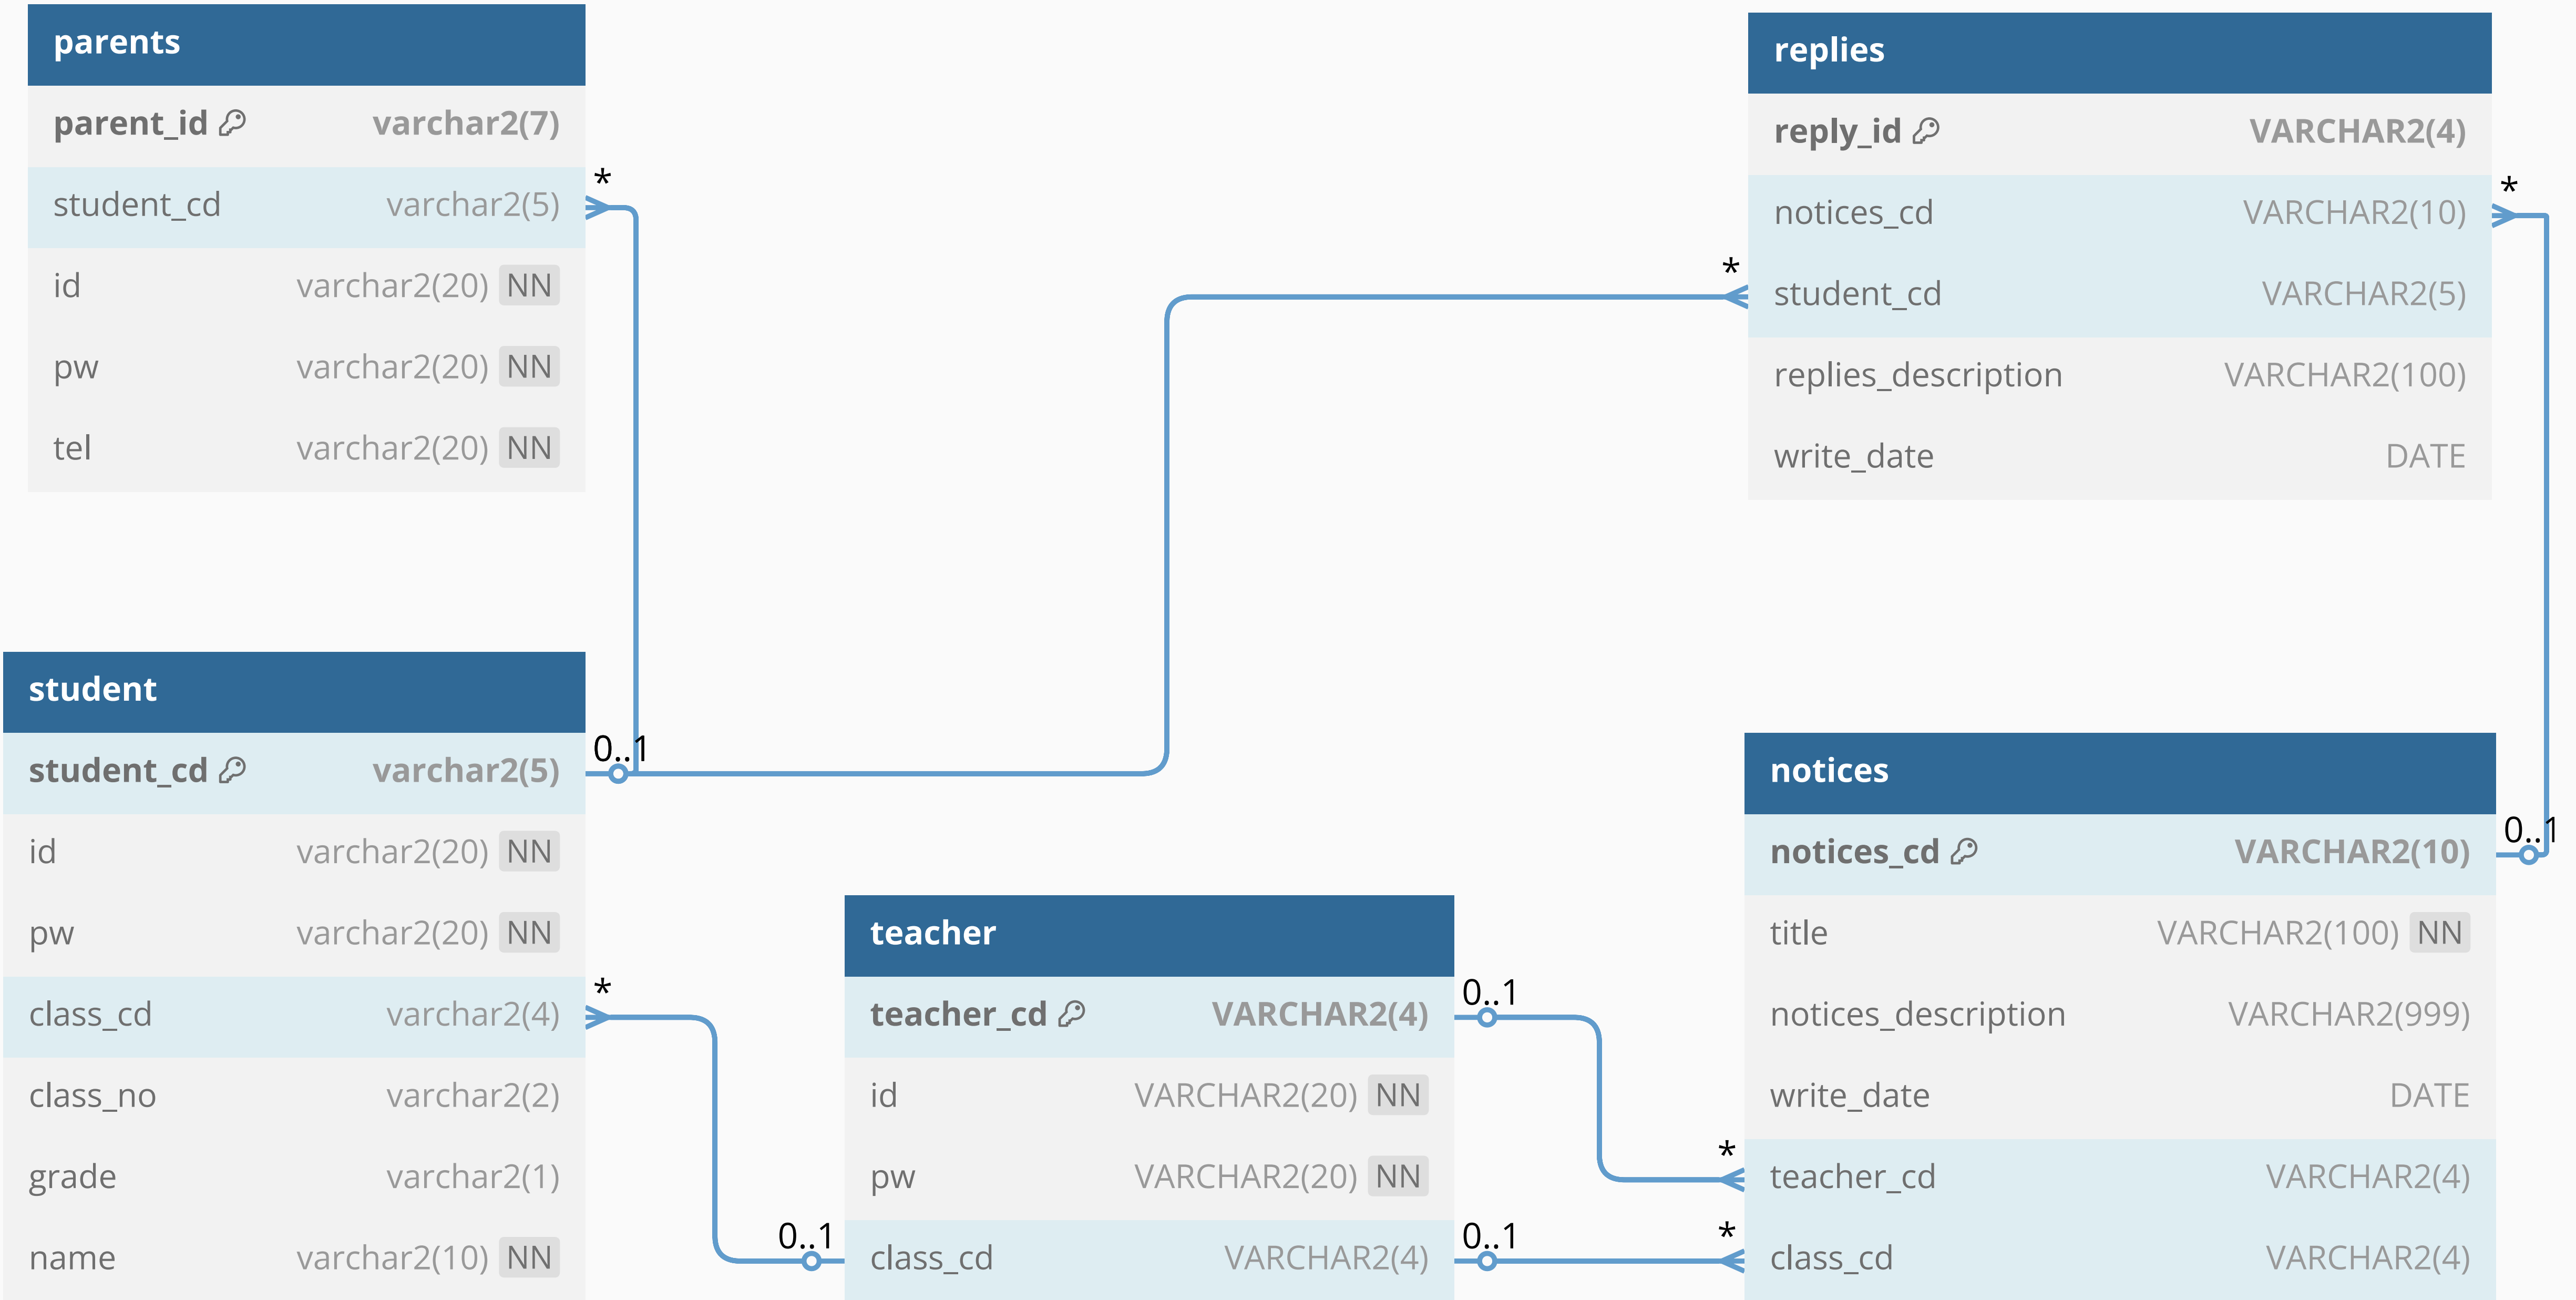 parents
parent_id varchar2(7)
student_cd varchar2(5)
id varchar2(20) NN
pw varchar2(20) NN
tel varchar2(20) NN
*
replies
reply_id VARCHAR2(4)
notices_cd VARCHAR2(10)
student_cd VARCHAR2(5)
replies_description VARCHAR2(100)
write_date DATE
*
*
student
student_cd varchar2(5)
id varchar2(20) NN
pw varchar2(20) NN
class_cd varchar2(4)
class_no varchar2(2)
grade varchar2(1)
name varchar2(10) NN
0..1
*
teacher
teacher_cd VARCHAR2(4)
id VARCHAR2(20) NN
pw VARCHAR2(20) NN
class_cd VARCHAR2(4)
0..1
0..1
0..1
notices
notices_cd VARCHAR2(10)
title VARCHAR2(100) NN
notices_description VARCHAR2(999)
write_date DATE
teacher_cd VARCHAR2(4)
class_cd VARCHAR2(4)
0..1
*
*